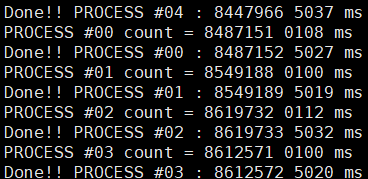 Done!! PROCESS #04 : 8447966 5037 ms
PROCESS #00 count = 8487151 0108 ms
Done!! PROCESS #00 : 8487152 5027 ms
PROCESS #01 count = 8549188 0100 ms
Done!! PROCESS #01 : 8549189 5019 ms
PROCESS #02 count = 8619732 0112 ms
Done!! PROCESS #02 : 8619733 5032 ms
PROCESS #03 count = 8612571 0100 ms
Done!! PROCESS #03 : 8612572 5020 ms